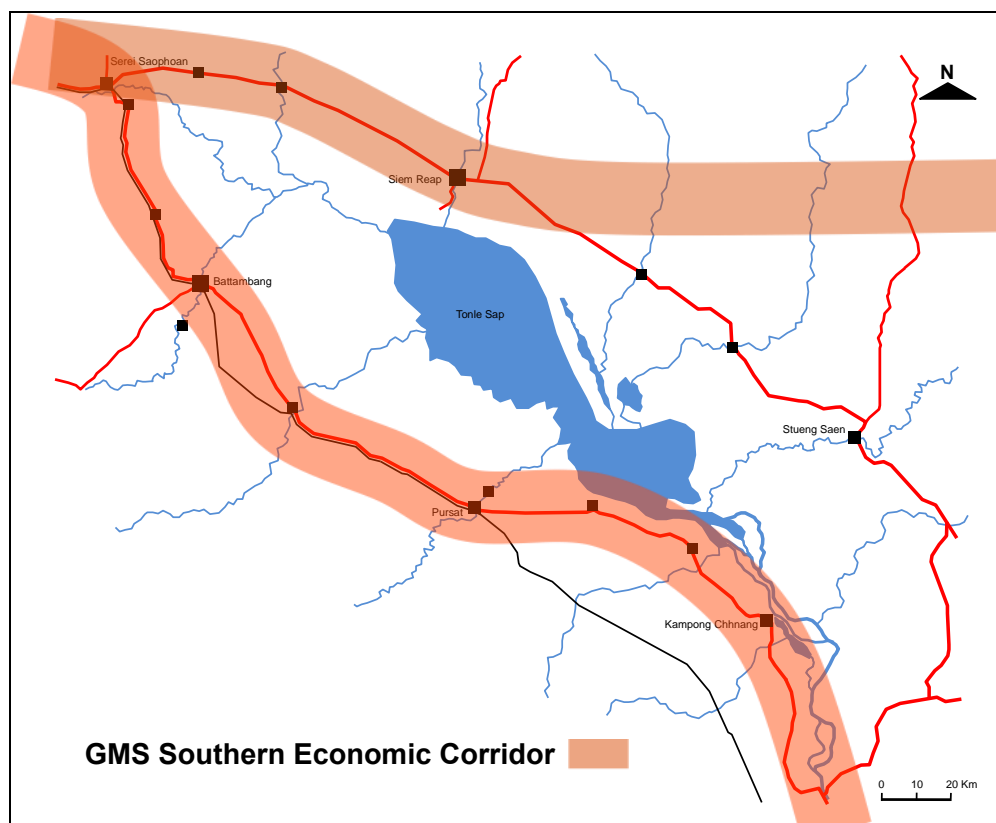 Serei Saophoan
N
Siem Reap
Battambang
Tonle Sap
Stueng Saen
Pursat
Kampong Chhnang
GMS Southern Economic Corridor
0 10 20 Km